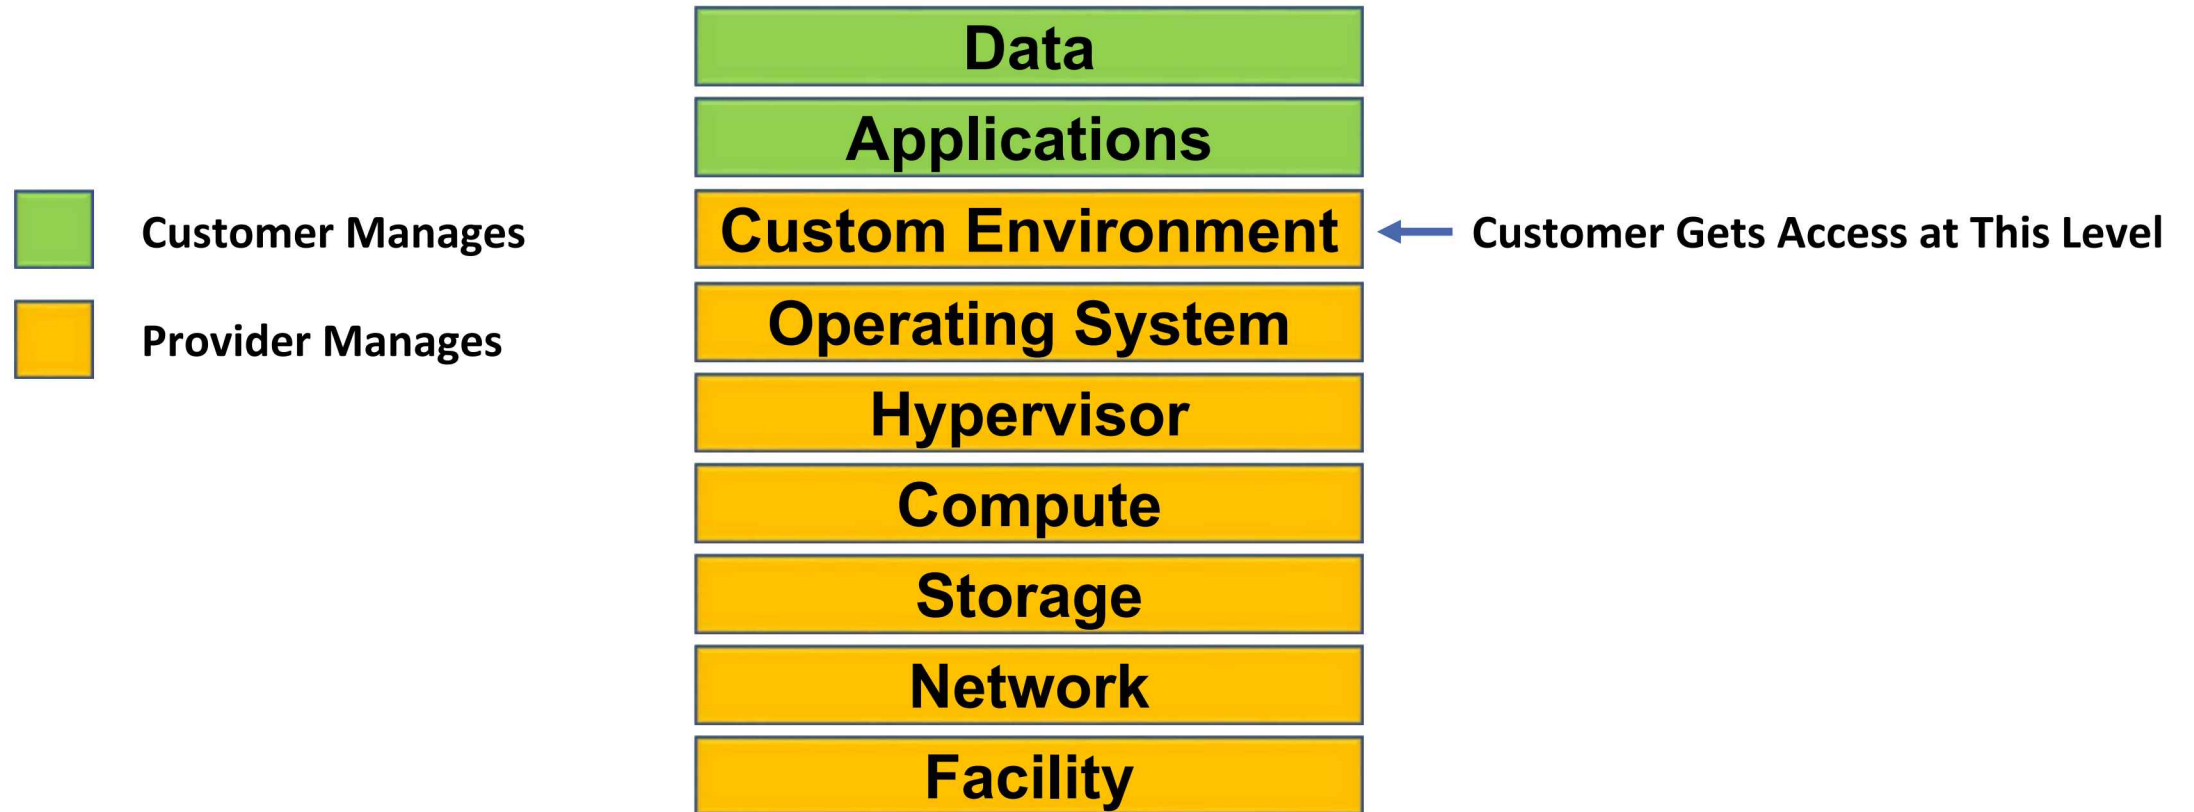 Data
Applications
Customer Manages
Custom Environment
Customer Gets Access at This Level
Operating System
Provider Manages
Hypervisor
Compute
Storage
Network
Facility